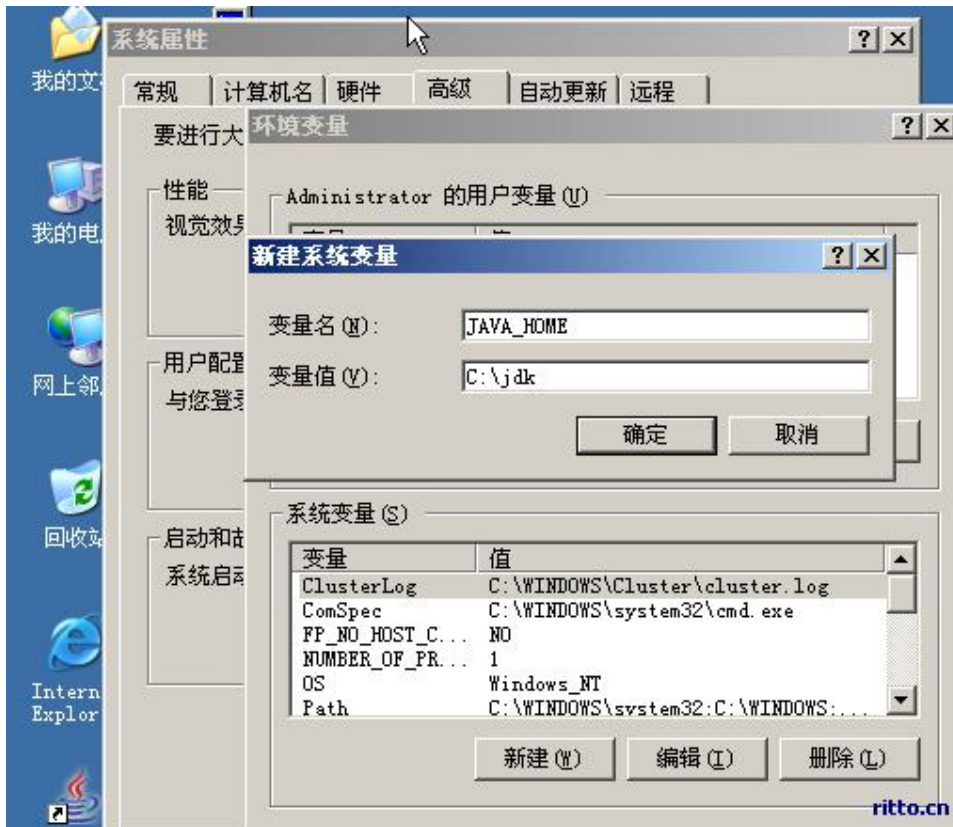 我的文
我的电
网上邻
回收站
Intern
Explor
系统属性
常规 计算机名 硬件 高级 自动更新 远程
要进行大
性能
视觉效果
用户配置
与您登录
启动和故
系统启动
环境变量
Administrator 的用户变量(U)
新建系统变量
变量名(N): JAVA_HOME
变量值(V): C:\jdk
确定 取消
系统变量(S)
变量 值
ClusterLog C:\WINDOWS\Cluster\cluster.log
ComSpec C:\WINDOWS\system32\cmd.exe
FP_NO_HOST_C... NO
NUMBER_OF_PR... 1
OS Windows_NT
Path C:\WINDOWS\system32;C:\WINDOWS;...
新建(W) 编辑(I) 删除(L)
ritto.cn